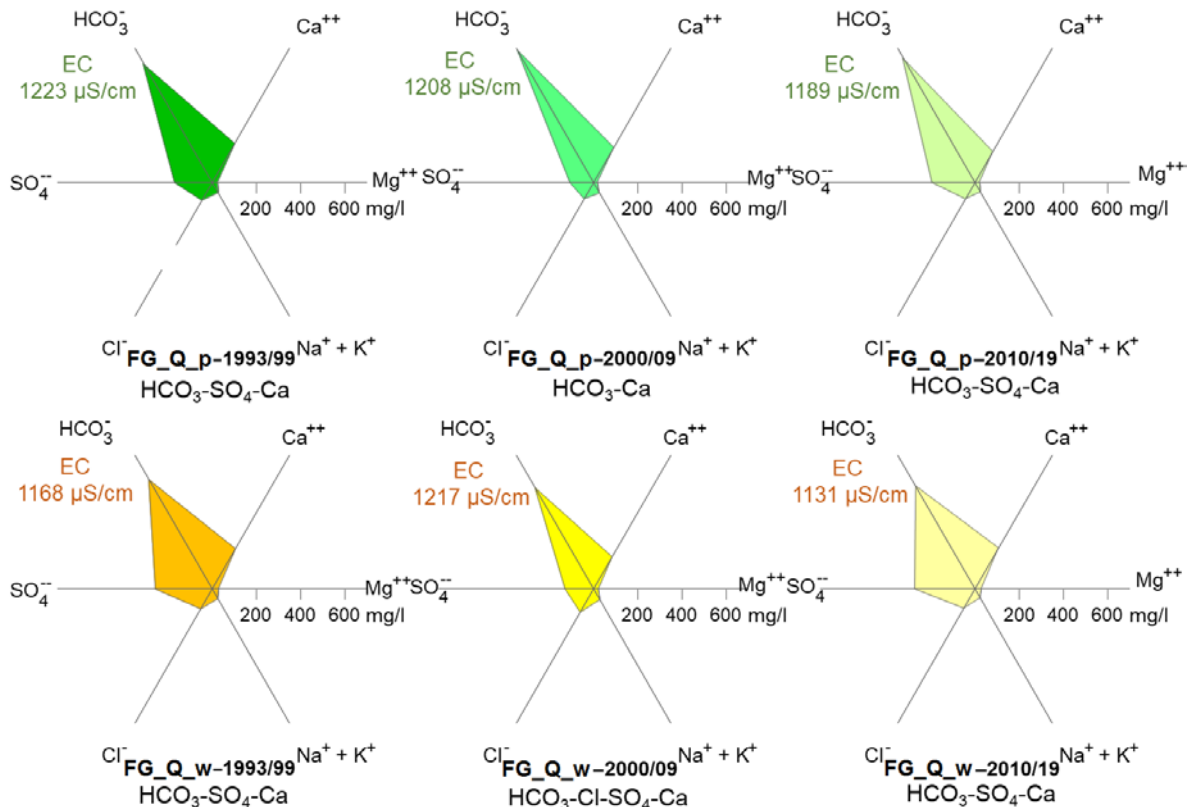 HCO₃⁻ Ca⁺⁺
EC
1223 µS/cm
SO₄⁻⁻ Mg⁺⁺
200 400 600 mg/l
Cl⁻ Na⁺ + K⁺
FG_Q_p–1993/99
HCO₃-SO₄-Ca
HCO₃⁻ Ca⁺⁺
EC
1208 µS/cm
SO₄⁻⁻ Mg⁺⁺
200 400 600 mg/l
Cl⁻ Na⁺ + K⁺
FG_Q_p–2000/09
HCO₃-Ca
HCO₃⁻ Ca⁺⁺
EC
1189 µS/cm
SO₄⁻⁻ Mg⁺⁺
200 400 600 mg/l
Cl⁻ Na⁺ + K⁺
FG_Q_p–2010/19
HCO₃-SO₄-Ca
HCO₃⁻ Ca⁺⁺
EC
1168 µS/cm
SO₄⁻⁻ Mg⁺⁺
200 400 600 mg/l
Cl⁻ Na⁺ + K⁺
FG_Q_w–1993/99
HCO₃-SO₄-Ca
HCO₃⁻ Ca⁺⁺
EC
1217 µS/cm
SO₄⁻⁻ Mg⁺⁺
200 400 600 mg/l
Cl⁻ Na⁺ + K⁺
FG_Q_w–2000/09
HCO₃-Cl-SO₄-Ca
HCO₃⁻ Ca⁺⁺
EC
1131 µS/cm
SO₄⁻⁻ Mg⁺⁺
200 400 600 mg/l
Cl⁻ Na⁺ + K⁺
FG_Q_w–2010/19
HCO₃-SO₄-Ca